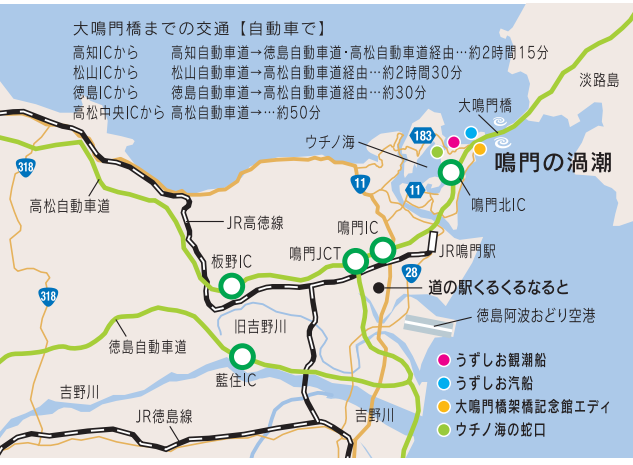 大鳴門橋までの交通【自動車で】
高知ICから 高知自動車道→徳島自動車道・高松自動車道経由…約2時間15分
松山ICから 松山自動車道→高松自動車道経由…約2時間30分
徳島ICから 徳島自動車道→高松自動車道経由…約30分
高松中央ICから 高松自動車道→…約50分
淡路島
大鳴門橋
183
ウチノ海
鳴門の渦潮
318
11
11
鳴門北IC
高松自動車道
JR高徳線
鳴門IC
JR鳴門駅
板野IC
鳴門JCT
28
道の駅くるくるなると
318
徳島阿波おどり空港
旧吉野川
徳島自動車道
藍住IC
吉野川
JR徳島線
吉野川
うずしお観潮船
うずしお汽船
大鳴門橋架橋記念館エディ
ウチノ海の蛇口